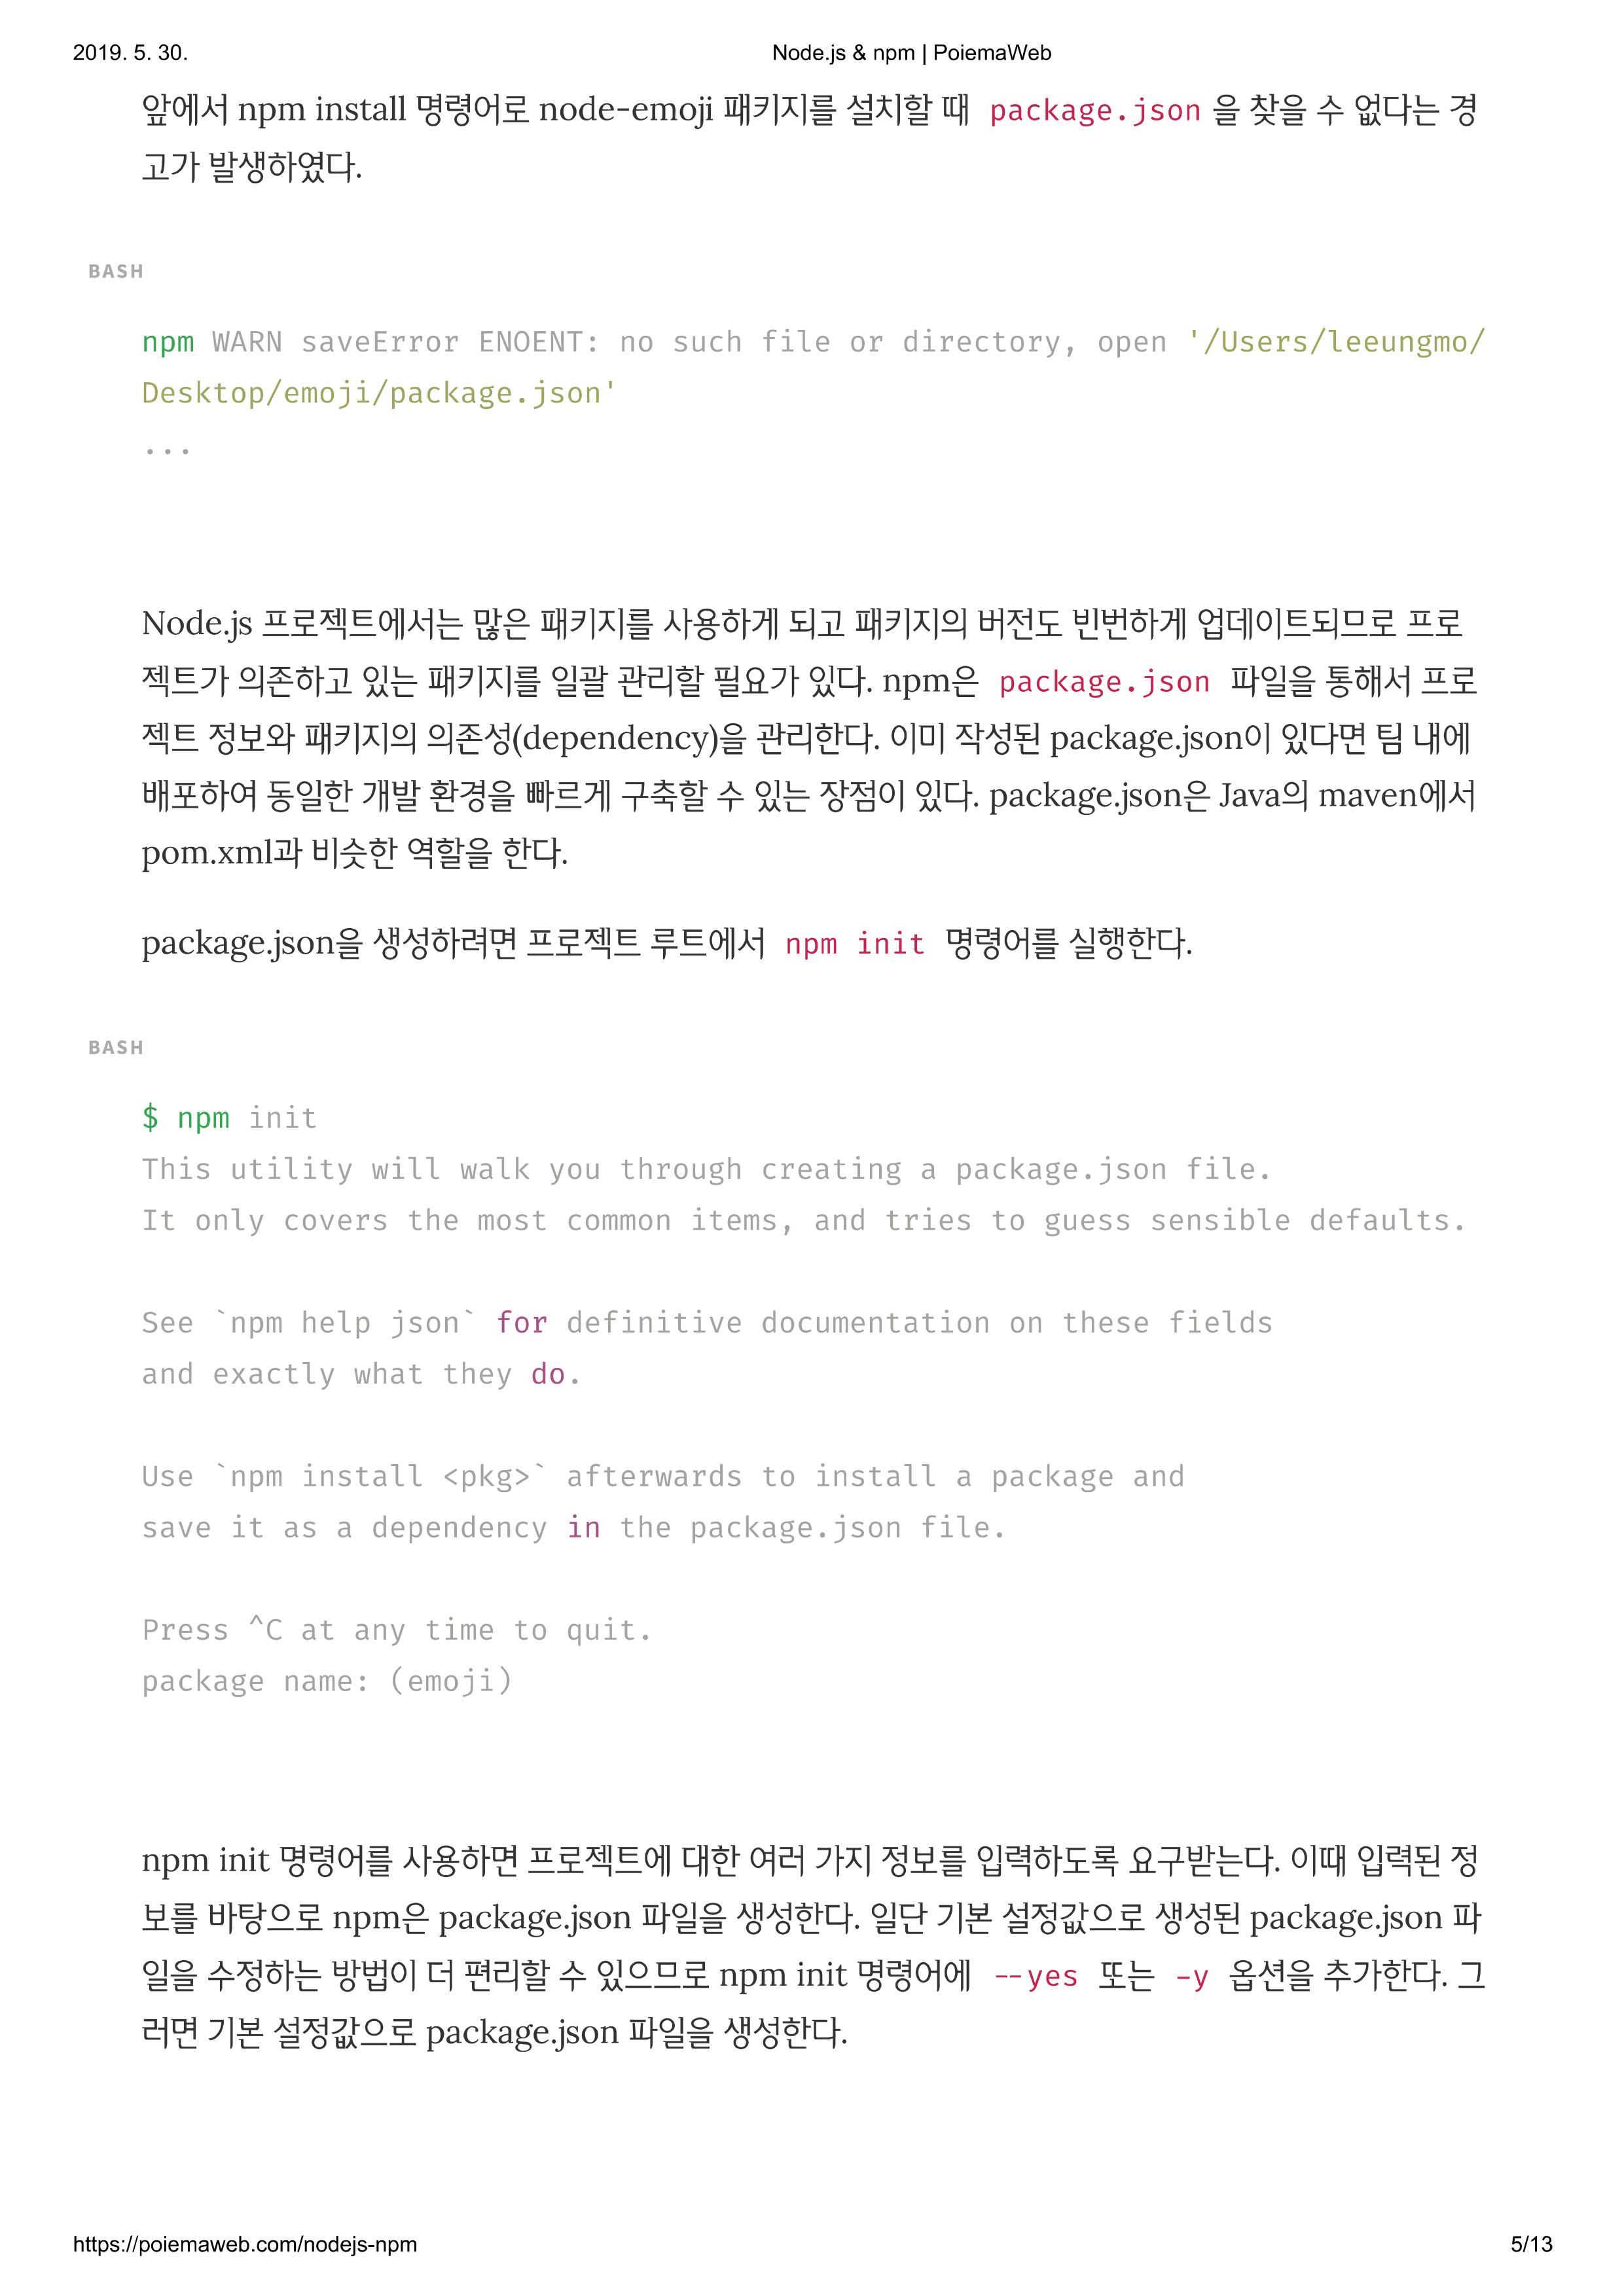 2019. 5. 30.
Node.js & npm | PoiemaWeb
앞에서 npm install 명령어로 node-emoji 패키지를 설치할 때 package.json 을 찾을 수 없다는 경
고가 발생하였다.
BASH
npm WARN saveError ENOENT: no such file or directory, open '/Users/leeungmo/
Desktop/emoji/package.json'
...
Node.js 프로젝트에서는 많은 패키지를 사용하게 되고 패키지의 버전도 빈번하게 업데이트되므로 프로
젝트가 의존하고 있는 패키지를 일괄 관리할 필요가 있다. npm은 package.json 파일을 통해서 프로
젝트 정보와 패키지의 의존성(dependency)을 관리한다. 이미 작성된 package.json이 있다면 팀 내에
배포하여 동일한 개발 환경을 빠르게 구축할 수 있는 장점이 있다. package.json은 Java의 maven에서
pom.xml과 비슷한 역할을 한다.
package.json을 생성하려면 프로젝트 루트에서 npm init 명령어를 실행한다.
BASH
$ npm init
This utility will walk you through creating a package.json file.
It only covers the most common items, and tries to guess sensible defaults.
See `npm help json` for definitive documentation on these fields
and exactly what they do.
Use `npm install <pkg>` afterwards to install a package and
save it as a dependency in the package.json file.
Press ^C at any time to quit.
package name: (emoji)
npm init 명령어를 사용하면 프로젝트에 대한 여러 가지 정보를 입력하도록 요구받는다. 이때 입력된 정
보를 바탕으로 npm은 package.json 파일을 생성한다. 일단 기본 설정값으로 생성된 package.json 파
일을 수정하는 방법이 더 편리할 수 있으므로 npm init 명령어에 --yes 또는 -y 옵션을 추가한다. 그
러면 기본 설정값으로 package.json 파일을 생성한다.
https://poiemaweb.com/nodejs-npm
5/13